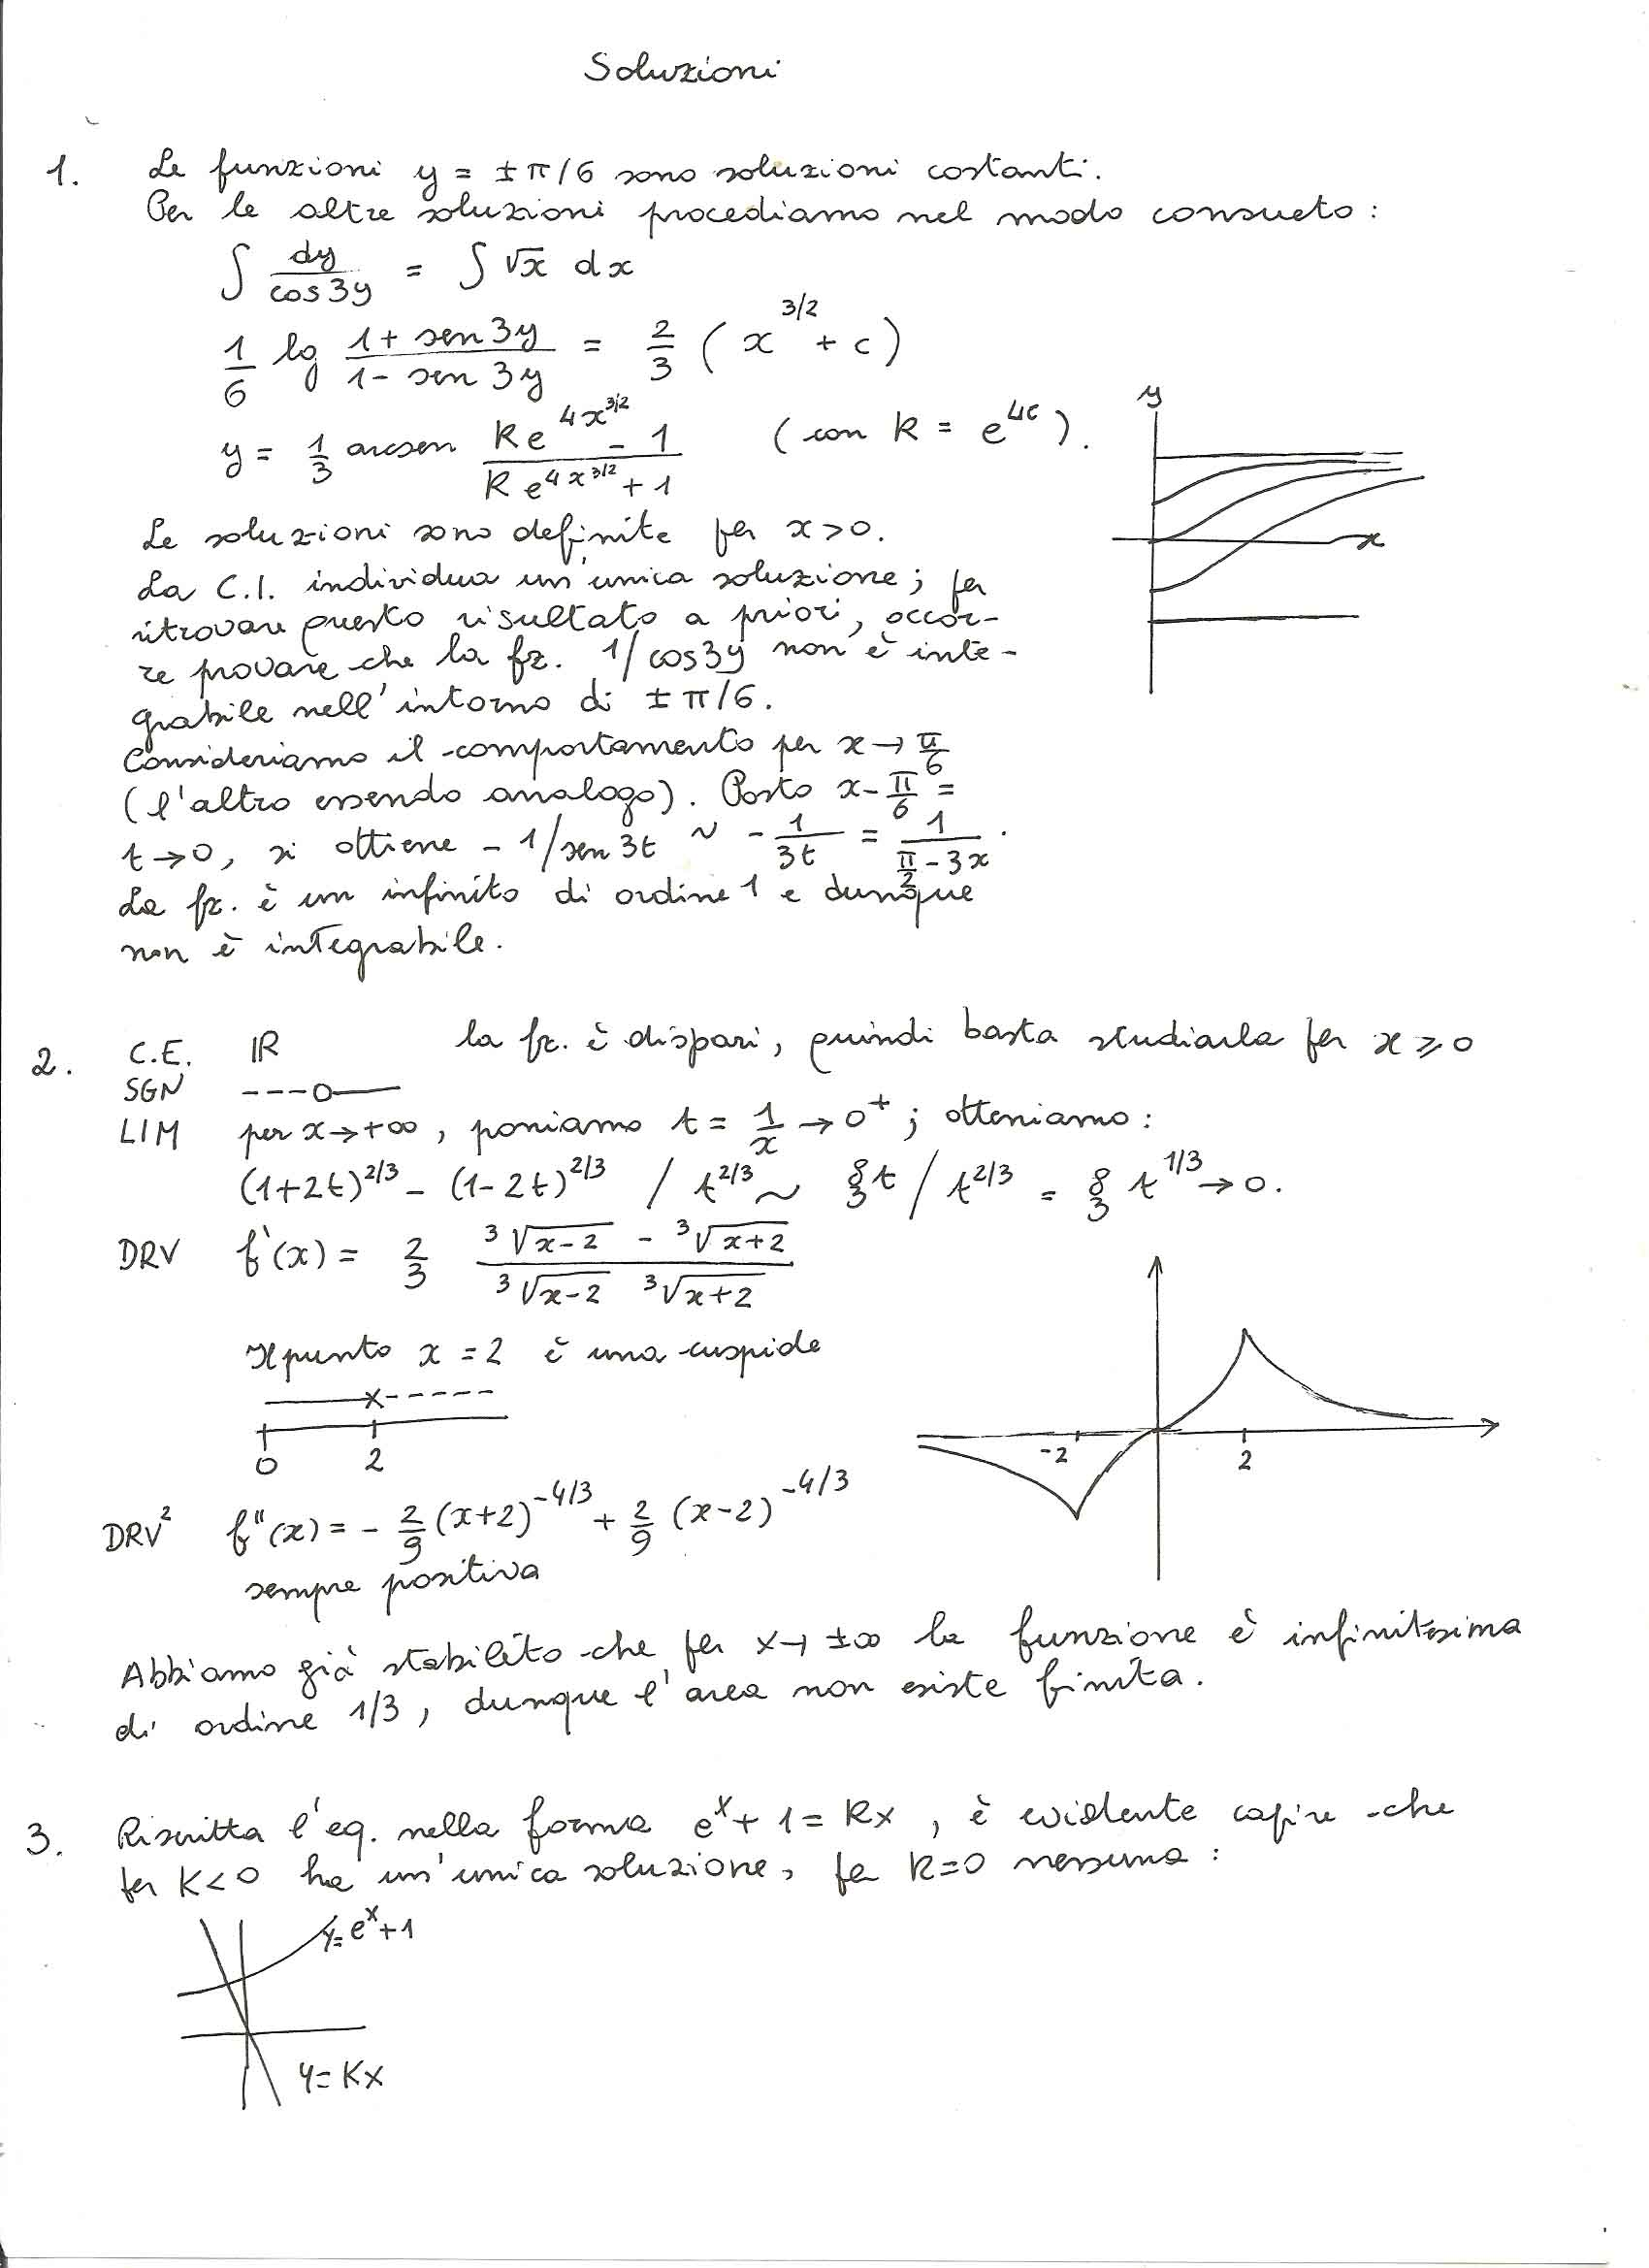 Soluzioni
1. Le funzioni y = ±π/6 sono soluzioni costanti.
Per le altre soluzioni procediamo nel modo consueto:
∫ dy/cos3y = ∫ √x dx
1/6 lg (1 + sen 3y)/(1 - sen 3y) = 2/3 ( x^3/2 + c )
y = 1/3 arcsen (k e^4x^3/2 - 1)/(k e^4x^3/2 + 1) (con k = e^4c).
y
x
Le soluzioni sono definite per x>0.
La C.I. individua un'unica soluzione; per
ritrovare questo risultato a priori, occor-
re provare che la fz. 1/cos3y non è inte-
grabile nell'intorno di ±π/6.
Consideriamo il comportamento per x→π/6
(l'altro essendo analogo). Posto x-π/6 =
t→0, si ottiene - 1/sen 3t ~ - 1/3t = 1/(π/2 - 3x).
La fz. è un infinito di ordine 1 e dunque
non è integrabile.
2. C.E. ℝ la fz. è dispari, quindi basta studiarla per x ≥ 0
SGN ---o—
LIM per x→+∞, poniamo t = 1/x → 0⁺ ; otteniamo:
(1+2t)^2/3 - (1-2t)^2/3 / t^2/3 ~ 8/3 t / t^2/3 = 8/3 t^1/3 → 0.
DRV f'(x) = 2/3 (³√x-2 - ³√x+2)/(³√x-2 ³√x+2)
Il punto x = 2 è una cuspide
0 2
-2 2
DRV² f''(x) = - 2/9 (x+2)^-4/3 + 2/9 (x-2)^-4/3
sempre positiva
Abbiamo già stabilito che per x→ ±∞ la funzione è infinitesima
di ordine 1/3, dunque l'area non esiste finita.
3. Riscritta l'eq. nella forma e^x + 1 = kx, è evidente capire che
per k<0 ha un'unica soluzione, per k=0 nessuna:
y=e^x+1
y=kx